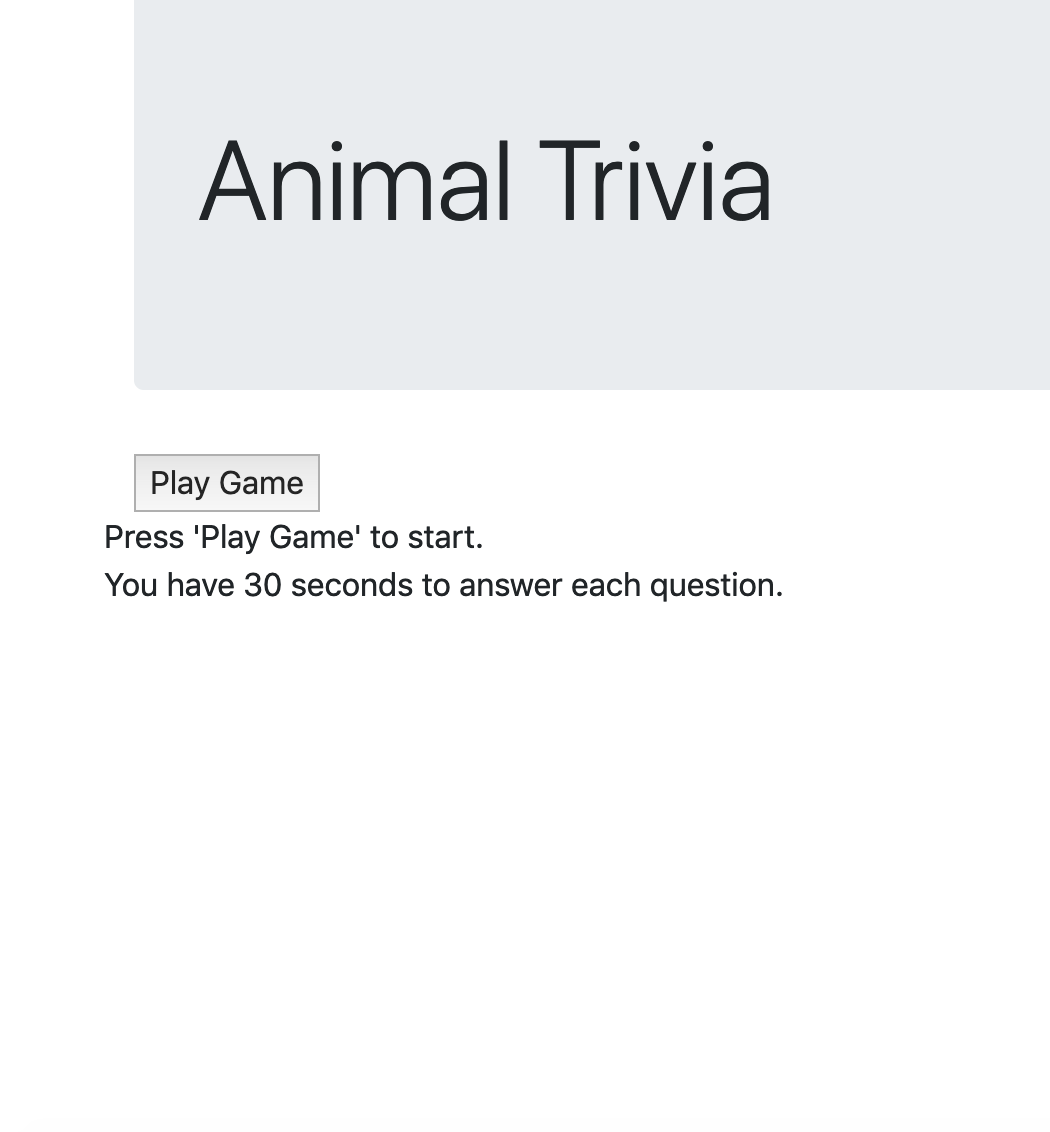 Animal Trivia
Play Game
Press 'Play Game' to start.
You have 30 seconds to answer each question.